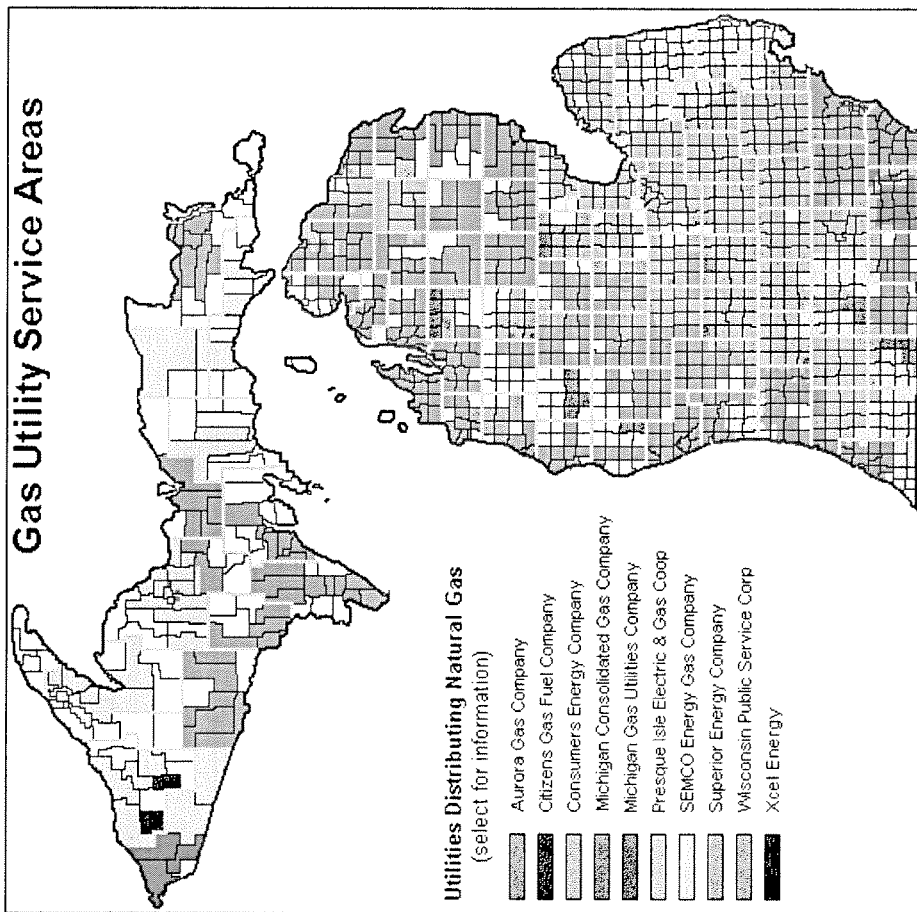 Gas Utility Service Areas
Utilities Distributing Natural Gas
(select for information)
Aurora Gas Company
Citizens Gas Fuel Company
Consumers Energy Company
Michigan Consolidated Gas Company
Michigan Gas Utilities Company
Presque Isle Electric & Gas Coop
SEMCO Energy Gas Company
Superior Energy Company
Wisconsin Public Service Corp
Xcel Energy